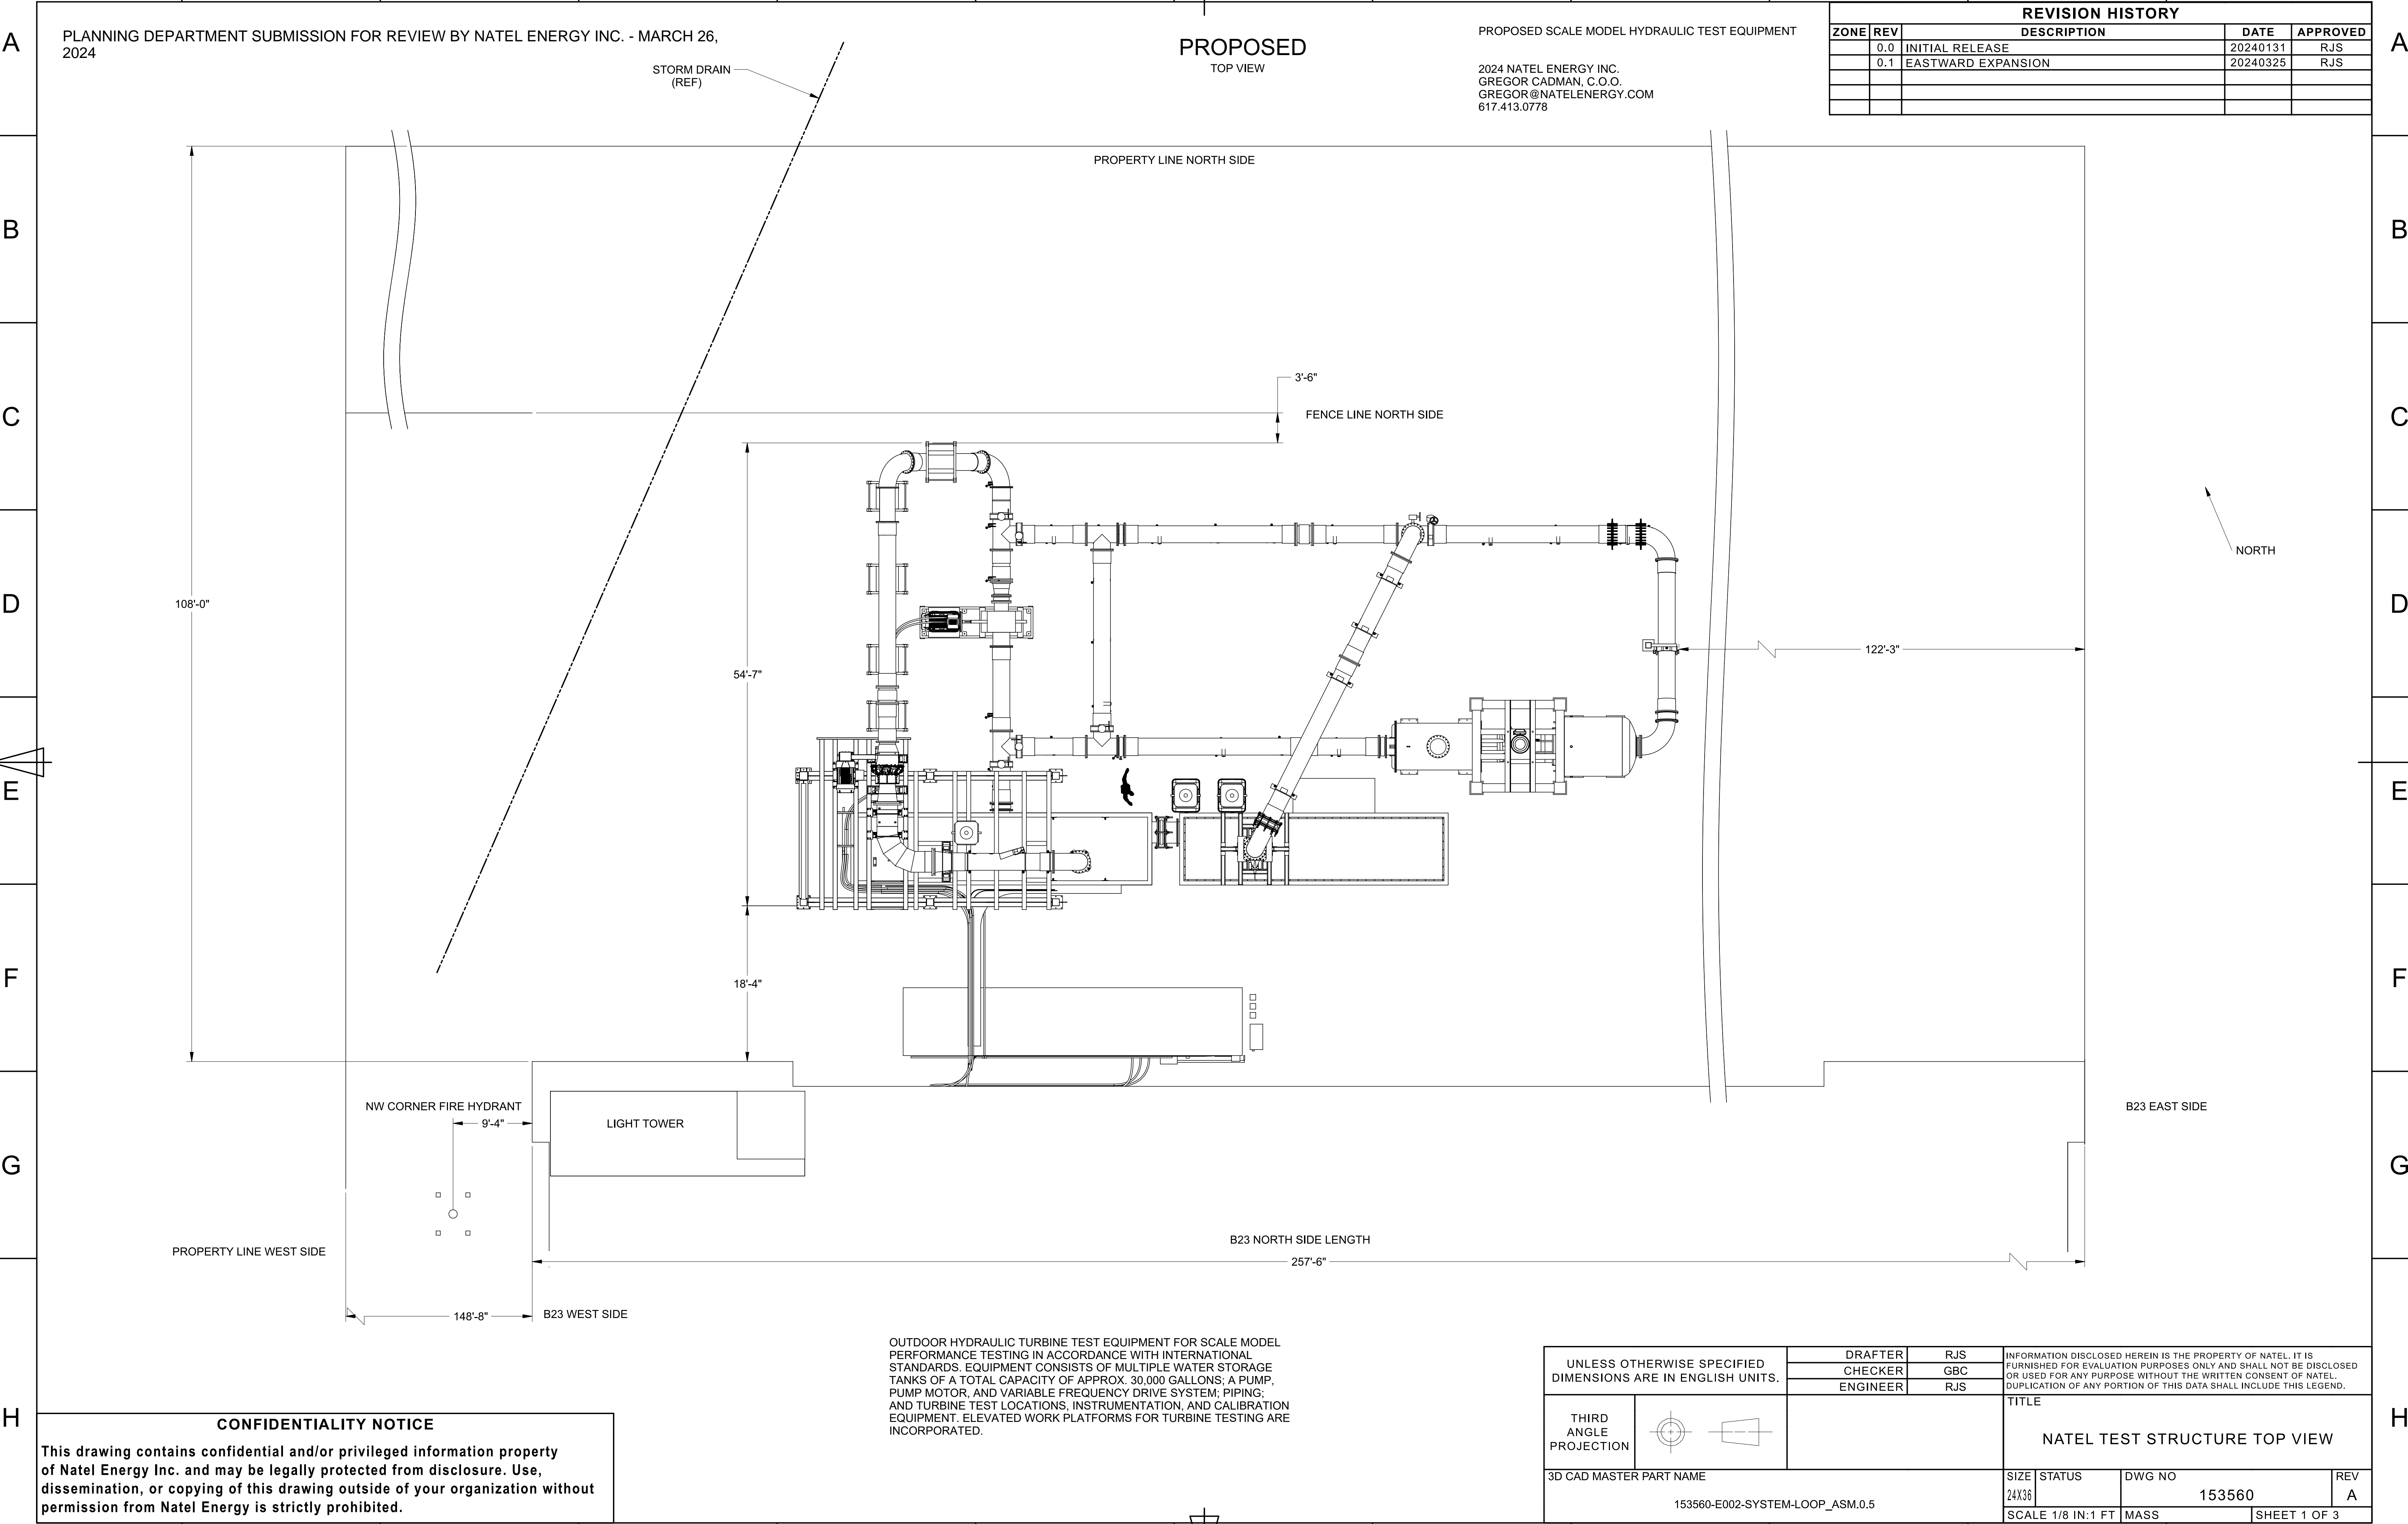 PLANNING DEPARTMENT SUBMISSION FOR REVIEW BY NATEL ENERGY INC. - MARCH 26,
2024
STORM DRAIN
(REF)
PROPOSED
TOP VIEW
PROPOSED SCALE MODEL HYDRAULIC TEST EQUIPMENT
2024 NATEL ENERGY INC.
GREGOR CADMAN, C.O.O.
GREGOR@NATELENERGY.COM
617.413.0778
REVISION HISTORY
ZONE REV DESCRIPTION DATE APPROVED
0.0 INITIAL RELEASE 20240131 RJS
0.1 EASTWARD EXPANSION 20240325 RJS
A
A
B
B
C
C
D
D
E
E
F
F
G
G
H
H
PROPERTY LINE NORTH SIDE
3'-6"
FENCE LINE NORTH SIDE
NORTH
108'-0"
122'-3"
54'-7"
18'-4"
NW CORNER FIRE HYDRANT
9'-4"
LIGHT TOWER
B23 EAST SIDE
PROPERTY LINE WEST SIDE
B23 NORTH SIDE LENGTH
257'-6"
148'-8"
B23 WEST SIDE
OUTDOOR HYDRAULIC TURBINE TEST EQUIPMENT FOR SCALE MODEL
PERFORMANCE TESTING IN ACCORDANCE WITH INTERNATIONAL
STANDARDS. EQUIPMENT CONSISTS OF MULTIPLE WATER STORAGE
TANKS OF A TOTAL CAPACITY OF APPROX. 30,000 GALLONS; A PUMP,
PUMP MOTOR, AND VARIABLE FREQUENCY DRIVE SYSTEM; PIPING;
AND TURBINE TEST LOCATIONS, INSTRUMENTATION, AND CALIBRATION
EQUIPMENT. ELEVATED WORK PLATFORMS FOR TURBINE TESTING ARE
INCORPORATED.
CONFIDENTIALITY NOTICE
This drawing contains confidential and/or privileged information property
of Natel Energy Inc. and may be legally protected from disclosure. Use,
dissemination, or copying of this drawing outside of your organization without
permission from Natel Energy is strictly prohibited.
UNLESS OTHERWISE SPECIFIED
DIMENSIONS ARE IN ENGLISH UNITS.
DRAFTER RJS
CHECKER GBC
ENGINEER RJS
INFORMATION DISCLOSED HEREIN IS THE PROPERTY OF NATEL. IT IS
FURNISHED FOR EVALUATION PURPOSES ONLY AND SHALL NOT BE DISCLOSED
OR USED FOR ANY PURPOSE WITHOUT THE WRITTEN CONSENT OF NATEL.
DUPLICATION OF ANY PORTION OF THIS DATA SHALL INCLUDE THIS LEGEND.
THIRD
ANGLE
PROJECTION
TITLE
NATEL TEST STRUCTURE TOP VIEW
3D CAD MASTER PART NAME
153560-E002-SYSTEM-LOOP_ASM.0.5
SIZE STATUS DWG NO REV
24X36 153560 A
SCALE 1/8 IN:1 FT MASS SHEET 1 OF 3